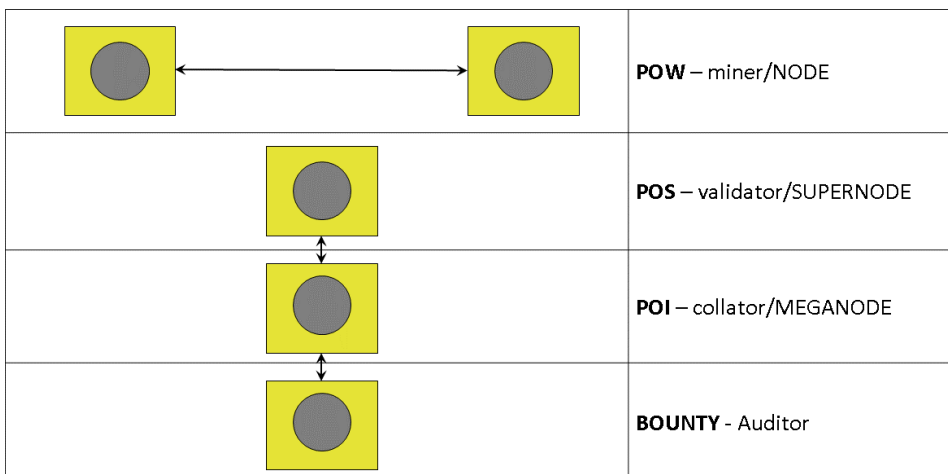 POW – miner/NODE
POS – validator/SUPERNODE
POI – collator/MEGANODE
BOUNTY - Auditor